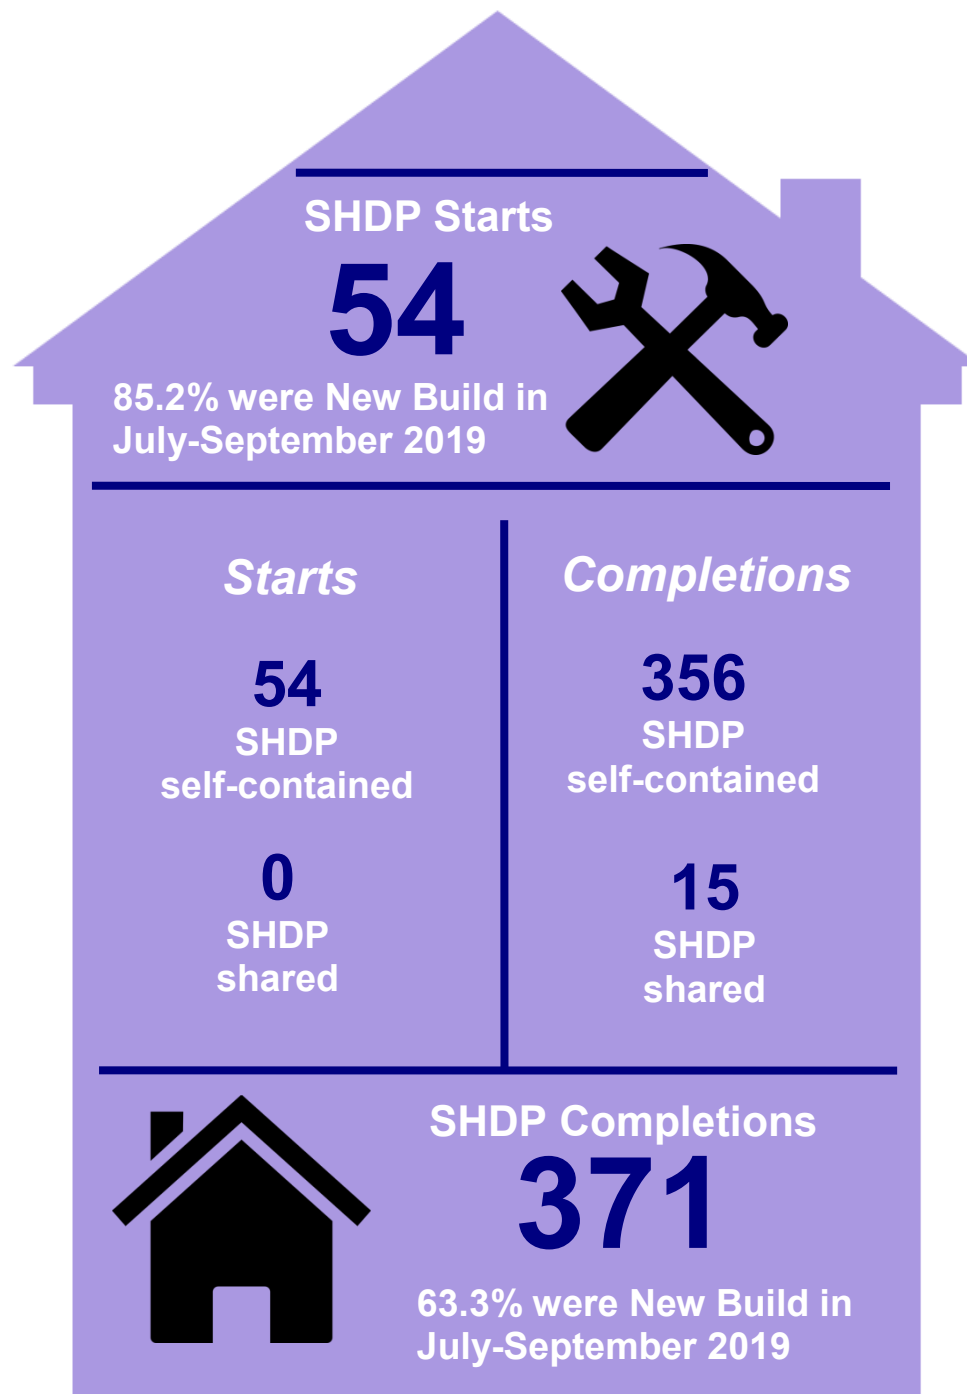 SHDP Starts
54
85.2% were New Build in
July-September 2019
Starts
54
SHDP
self-contained
0
SHDP
shared
Completions
356
SHDP
self-contained
15
SHDP
shared
SHDP Completions
371
63.3% were New Build in
July-September 2019